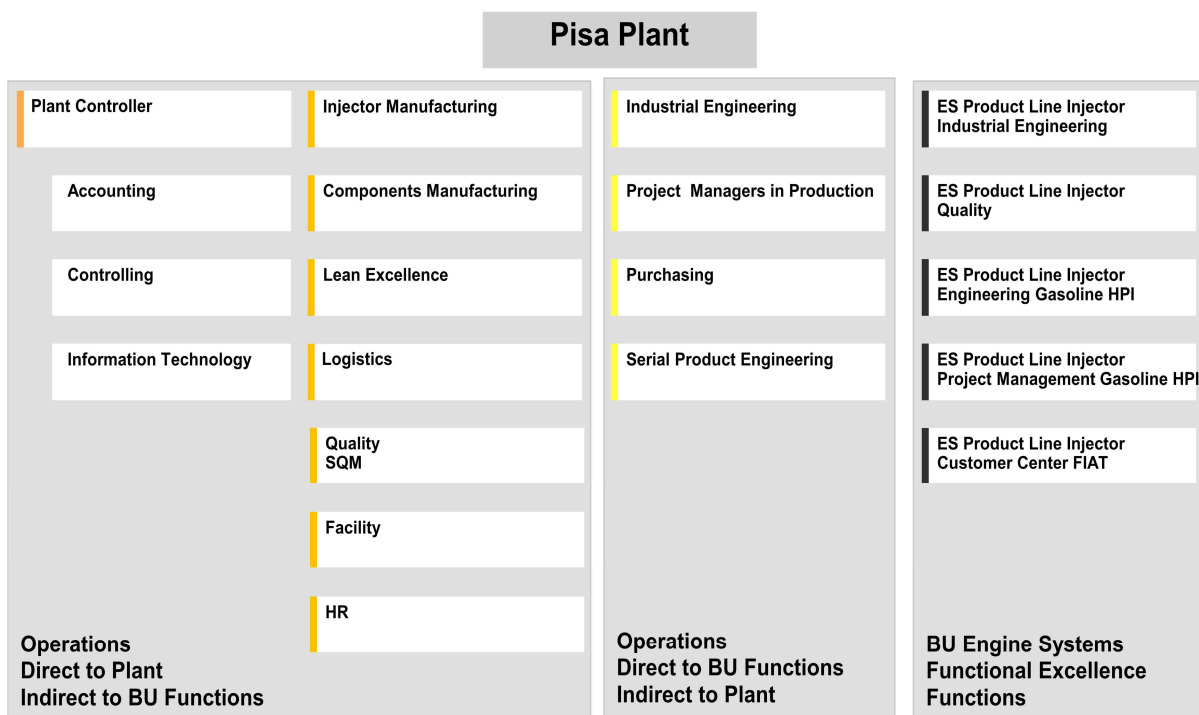 Pisa Plant
Plant Controller
Accounting
Controlling
Information Technology
Injector Manufacturing
Components Manufacturing
Lean Excellence
Logistics
Quality
SQM
Facility
HR
Operations
Direct to Plant
Indirect to BU Functions
Industrial Engineering
Project  Managers in Production
Purchasing
Serial Product Engineering
Operations
Direct to BU Functions
Indirect to Plant
ES Product Line Injector
Industrial Engineering
ES Product Line Injector
Quality
ES Product Line Injector
Engineering Gasoline HPI
ES Product Line Injector
Project Management Gasoline HPI
ES Product Line Injector
Customer Center FIAT
BU Engine Systems
Functional Excellence
Functions